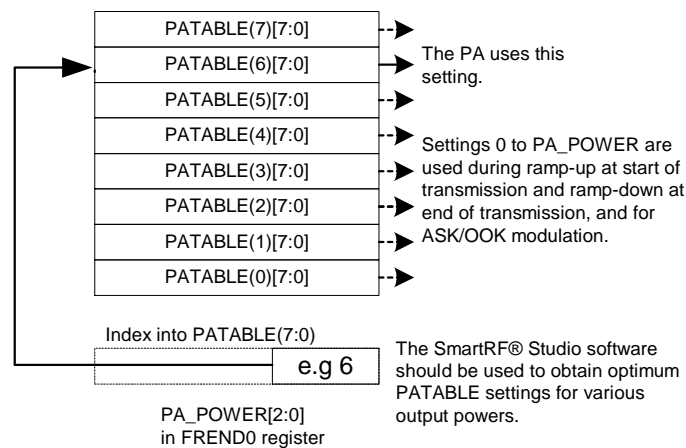 PATABLE(7)[7:0]
PATABLE(6)[7:0]
PATABLE(5)[7:0]
PATABLE(4)[7:0]
PATABLE(3)[7:0]
PATABLE(2)[7:0]
PATABLE(1)[7:0]
PATABLE(0)[7:0]
The PA uses this
setting.
Settings 0 to PA_POWER are
used during ramp-up at start of
transmission and ramp-down at
end of transmission, and for
ASK/OOK modulation.
Index into PATABLE(7:0)
e.g 6
PA_POWER[2:0]
in FREND0 register
The SmartRF® Studio software
should be used to obtain optimum
PATABLE settings for various
output powers.